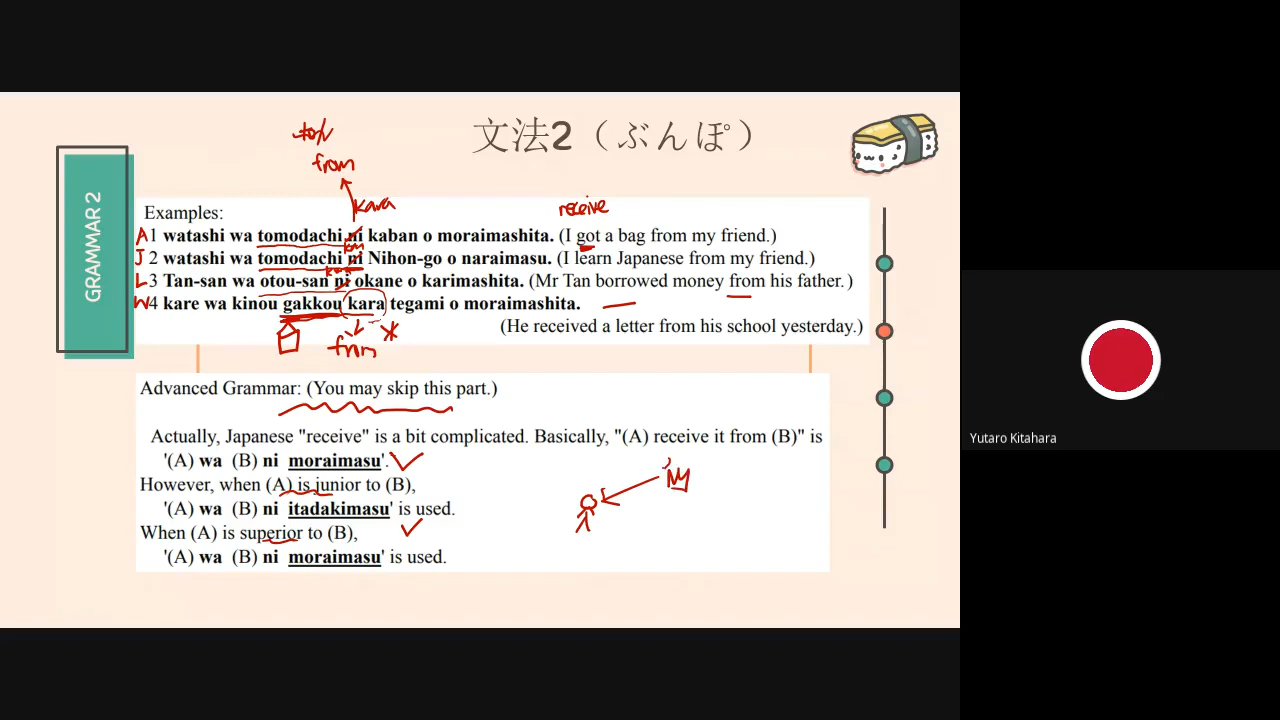 文法2（ぶんぽ）
to
from
kara
receive
GRAMMAR 2
Examples:
A1 watashi wa tomodachi ni kaban o moraimashita. (I got a bag from my friend.)
J2 watashi wa tomodachi ni Nihon-go o naraimasu. (I learn Japanese from my friend.)
L3 Tan-san wa otou-san ni okane o karimashita. (Mr Tan borrowed money from his father.)
W4 kare wa kinou gakkou kara tegami o moraimashita.
(He received a letter from his school yesterday.)
from
Advanced Grammar: (You may skip this part.)
Actually, Japanese "receive" is a bit complicated. Basically, "(A) receive it from (B)" is
'(A) wa (B) ni moraimasu'.
However, when (A) is junior to (B),
'(A) wa (B) ni itadakimasu' is used.
When (A) is superior to (B),
'(A) wa (B) ni moraimasu' is used.
Yutaro Kitahara